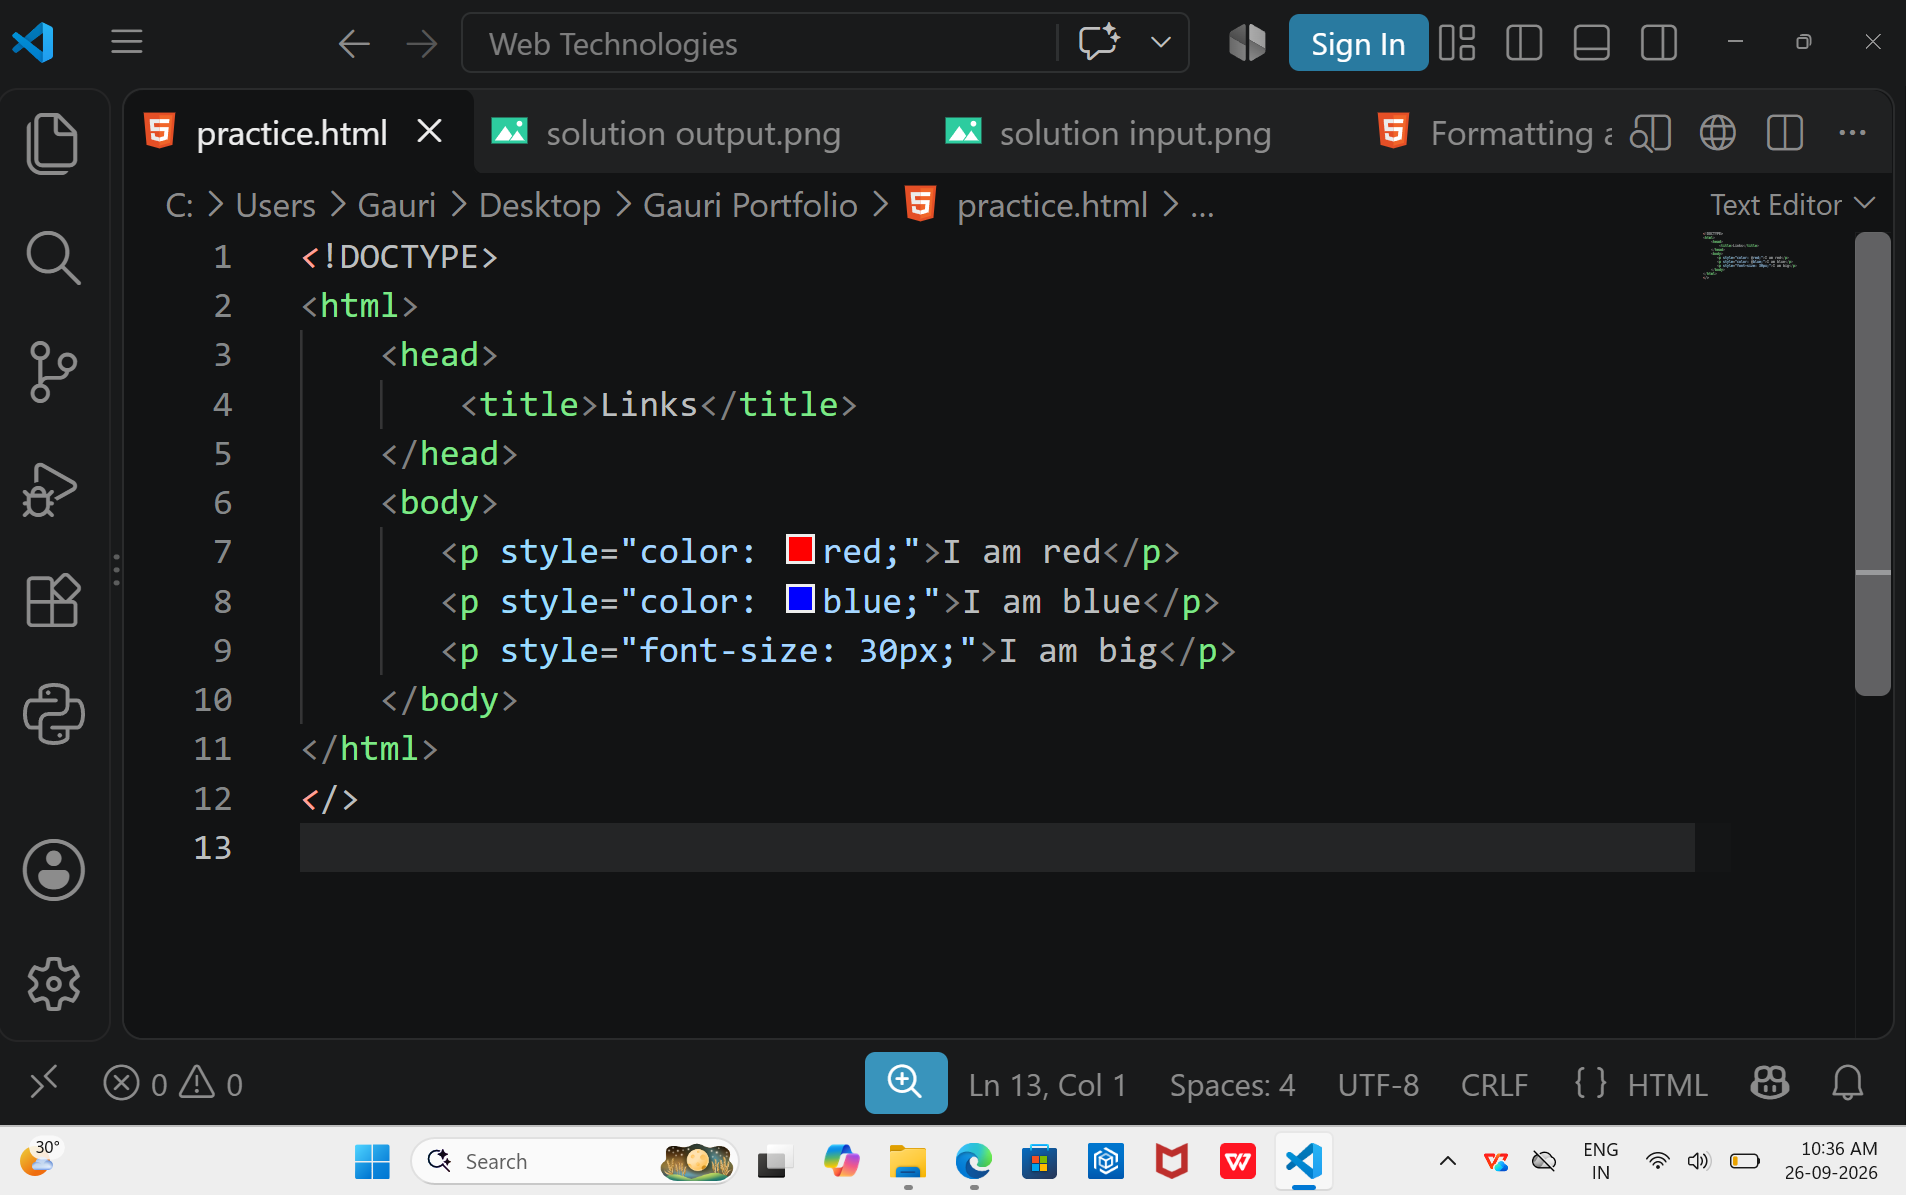 Web Technologies
Sign In
practice.html
solution output.png
solution input.png
Formatting a
C: > Users > Gauri > Desktop > Gauri Portfolio > practice.html > ...
Text Editor
1 <!DOCTYPE>
2 <html>
3     <head>
4         <title>Links</title>
5     </head>
6     <body>
7        <p style="color: red;">I am red</p>
8        <p style="color: blue;">I am blue</p>
9        <p style="font-size: 30px;">I am big</p>
10     </body>
11 </html>
12 </>
13
0 0
Ln 13, Col 1
Spaces: 4
UTF-8
CRLF
{ } HTML
30°
Search
ENG
IN
10:36 AM
26-09-2026